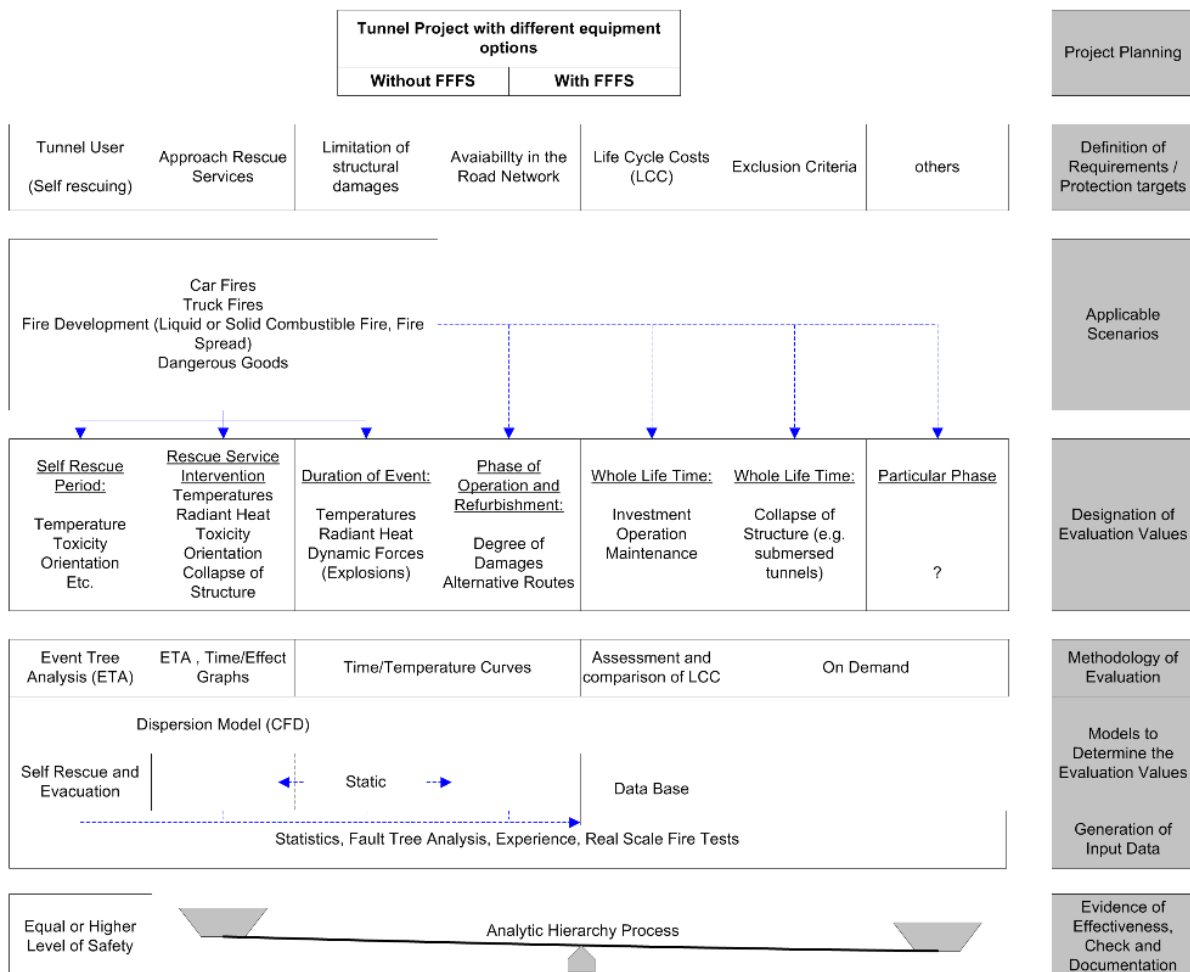 Tunnel Project with different equipment
options
Without FFFS
With FFFS
Project Planning
Tunnel User
(Self rescuing)
Approach Rescue
Services
Limitation of
structural
damages
Avaiabilty in the
Road Network
Life Cycle Costs
(LCC)
Exclusion Criteria
others
Definition of
Requirements /
Protection targets
Car Fires
Truck Fires
Fire Development (Liquid or Solid Combustible Fire, Fire
Spread)
Dangerous Goods
Applicable
Scenarios
Self Rescue
Period:
Temperature
Toxicity
Orientation
Etc.
Rescue Service
Intervention
Temperatures
Radiant Heat
Toxicity
Orientation
Collapse of
Structure
Duration of Event:
Temperatures
Radiant Heat
Dynamic Forces
(Explosions)
Phase of
Operation and
Refurbishment:
Degree of
Damages
Alternative Routes
Whole Life Time:
Investment
Operation
Maintenance
Whole Life Time:
Collapse of
Structure (e.g.
submersed
tunnels)
Particular Phase
?
Designation of
Evaluation Values
Event Tree
Analysis (ETA)
ETA , Time/Effect
Graphs
Time/Temperature Curves
Assessment and
comparison of LCC
On Demand
Methodology of
Evaluation
Dispersion Model (CFD)
Self Rescue and
Evacuation
Static
Data Base
Models to
Determine the
Evaluation Values
Statistics, Fault Tree Analysis, Experience, Real Scale Fire Tests
Generation of
Input Data
Equal or Higher
Level of Safety
Analytic Hierarchy Process
Evidence of
Effectiveness,
Check and
Documentation